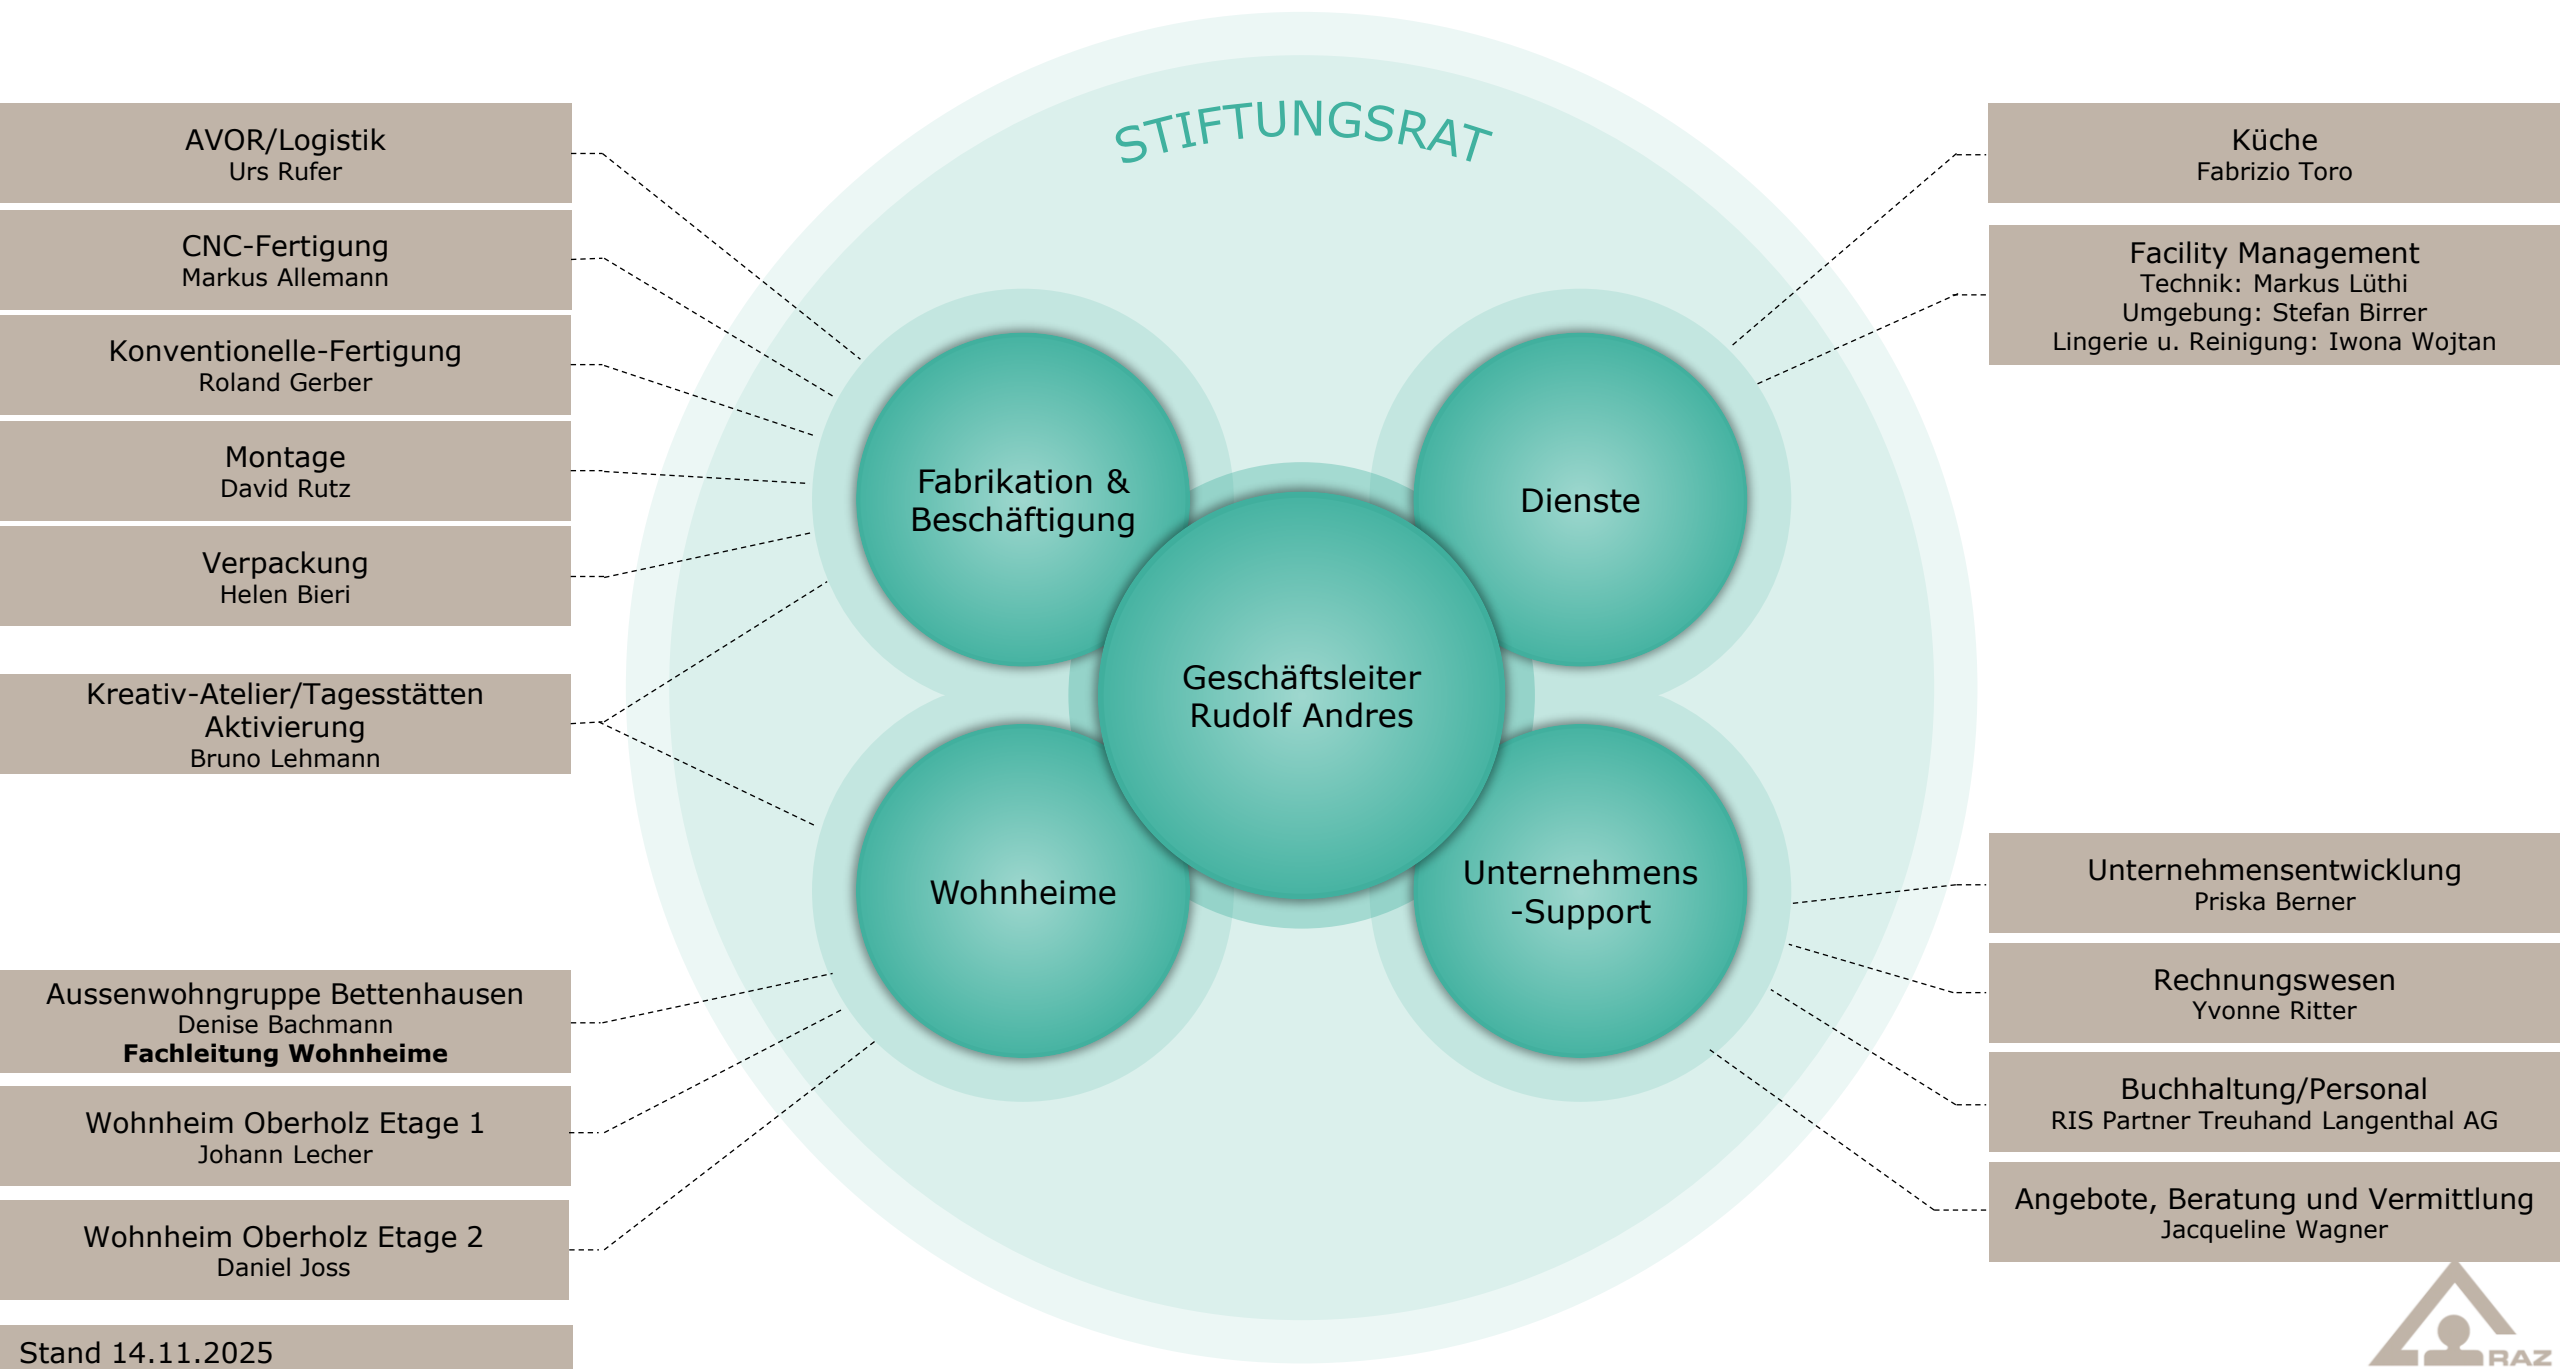 STIFTUNGSRAT
AVOR/Logistik
Urs Rufer
CNC-Fertigung
Markus Allemann
Konventionelle-Fertigung
Roland Gerber
Montage
David Rutz
Verpackung
Helen Bieri
Kreativ-Atelier/Tagesstätten
Aktivierung
Bruno Lehmann
Aussenwohngruppe Bettenhausen
Denise Bachmann
Fachleitung Wohnheime
Wohnheim Oberholz Etage 1
Johann Lecher
Wohnheim Oberholz Etage 2
Daniel Joss
Stand 14.11.2025
Fabrikation &
Beschäftigung
Dienste
Geschäftsleiter
Rudolf Andres
Wohnheime
Unternehmens
-Support
Küche
Fabrizio Toro
Facility Management
Technik: Markus Lüthi
Umgebung: Stefan Birrer
Lingerie u. Reinigung: Iwona Wojtan
Unternehmensentwicklung
Priska Berner
Rechnungswesen
Yvonne Ritter
Buchhaltung/Personal
RIS Partner Treuhand Langenthal AG
Angebote, Beratung und Vermittlung
Jacqueline Wagner
RAZ